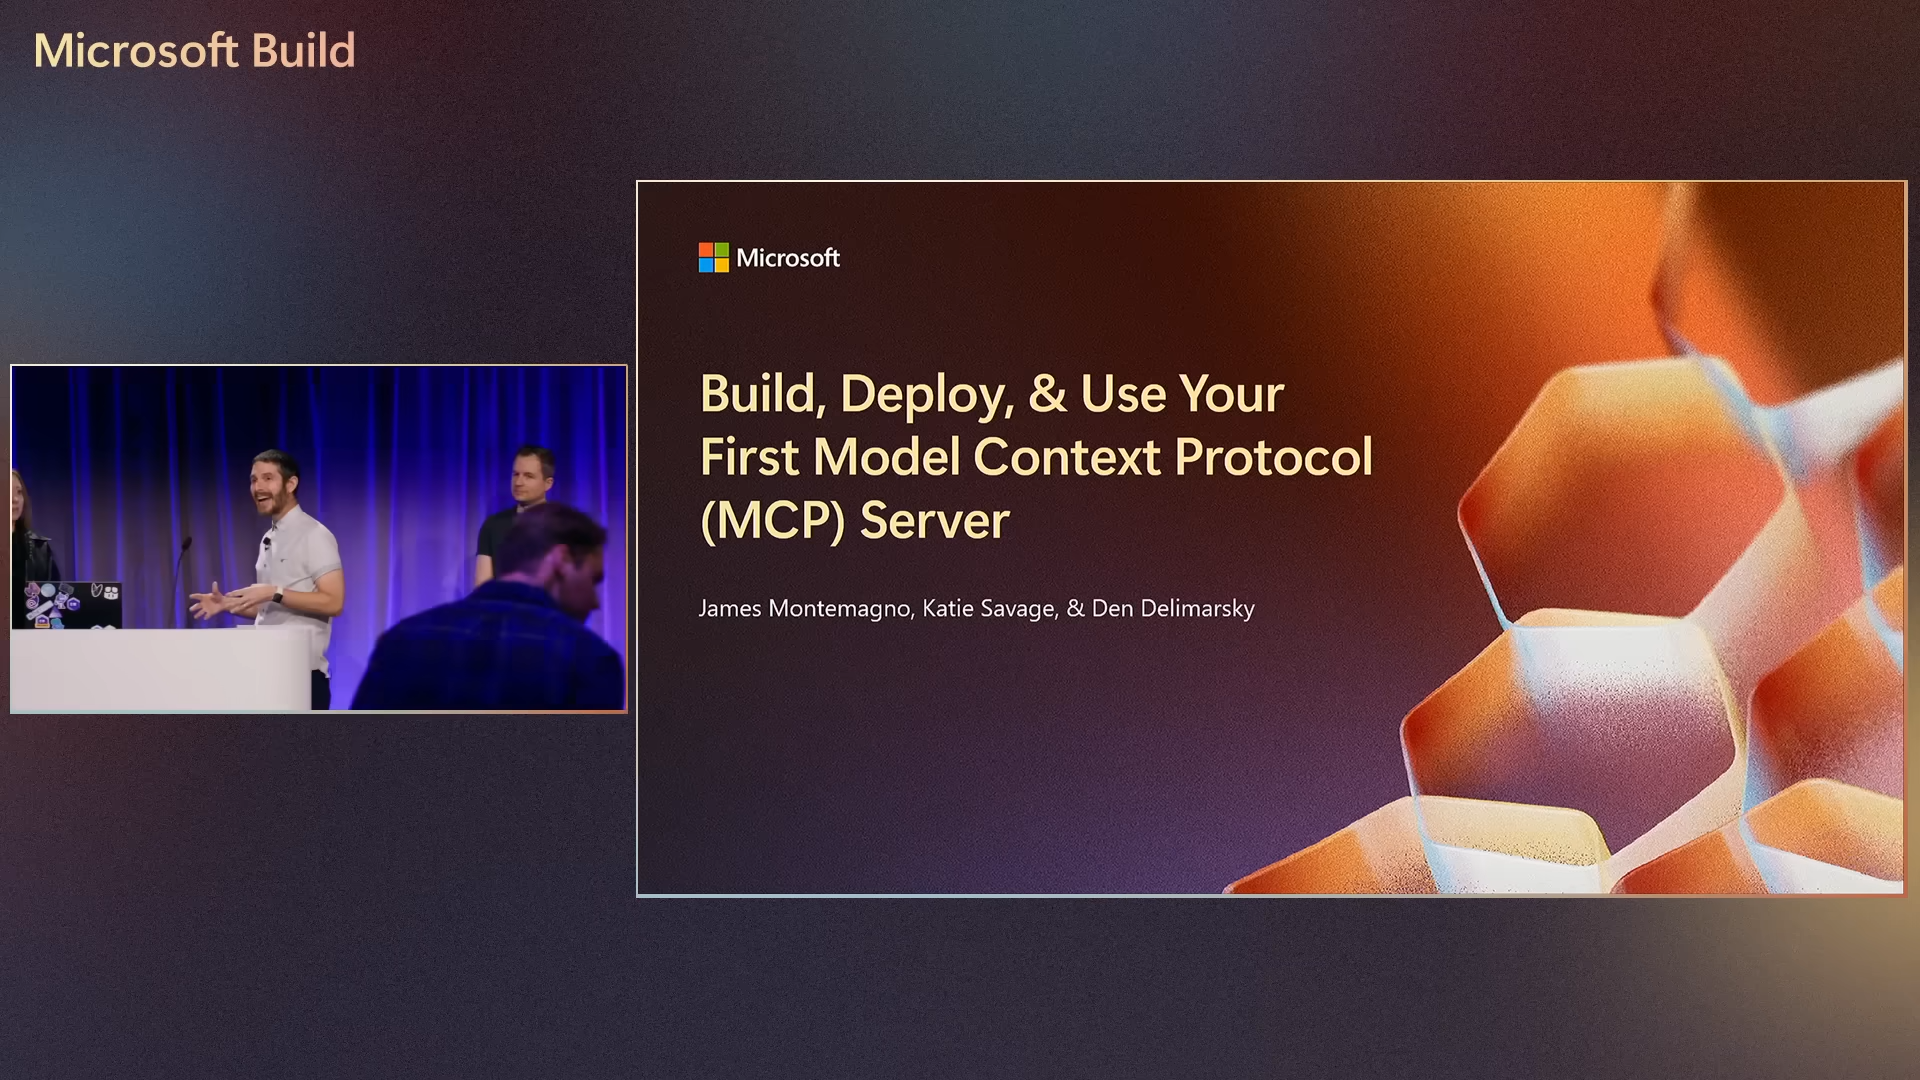 Microsoft Build
Microsoft
Build, Deploy, & Use Your
First Model Context Protocol
(MCP) Server
James Montemagno, Katie Savage, & Den Delimarsky